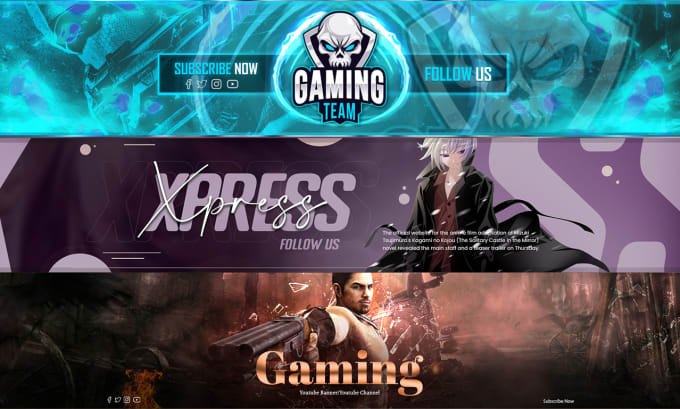 SUBSCRIBE NOW
GAMING
TEAM
FOLLOW US
XPRESS
Xpress
FOLLOW US
The official website for the anime film adaptation of Mizuki
Tsujimura's Kagami no Kojou (The Solitary Castle in the Mirror)
novel revealed the main staff and a teaser trailer on Thursday.
Gaming
Youtube Banner/Youtube Channel
Subscribe Now